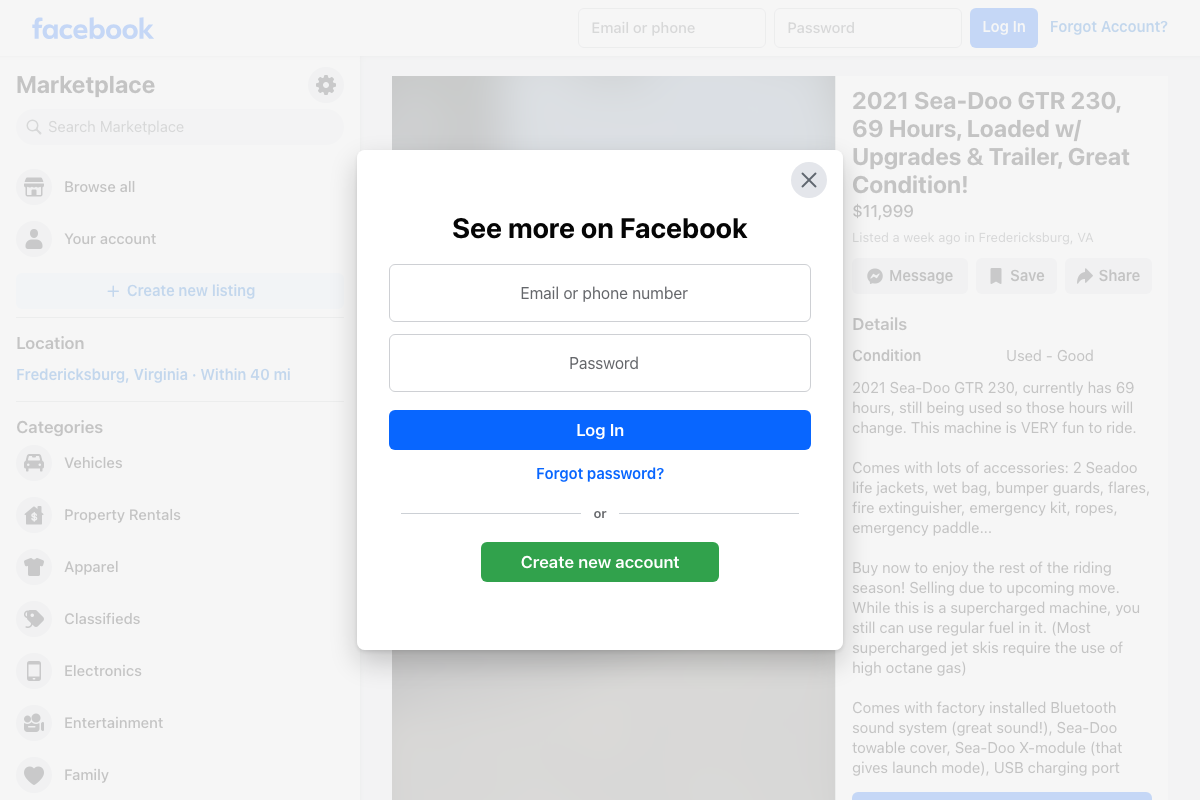 facebook
Email or phone
Password
Log In
Forgot Account?
Marketplace
Search Marketplace
Browse all
Your account
+ Create new listing
Location
Fredericksburg, Virginia · Within 40 mi
Categories
Vehicles
Property Rentals
Apparel
Classifieds
Electronics
Entertainment
Family
See more on Facebook
Email or phone number
Password
Log In
Forgot password?
or
Create new account
2021 Sea-Doo GTR 230,
69 Hours, Loaded w/
Upgrades & Trailer, Great
Condition!
$11,999
Listed a week ago in Fredericksburg, VA
Message
Save
Share
Details
Condition
Used - Good
2021 Sea-Doo GTR 230, currently has 69
hours, still being used so those hours will
change. This machine is VERY fun to ride.
Comes with lots of accessories: 2 Seadoo
life jackets, wet bag, bumper guards, flares,
fire extinguisher, emergency kit, ropes,
emergency paddle...
Buy now to enjoy the rest of the riding
season! Selling due to upcoming move.
While this is a supercharged machine, you
still can use regular fuel in it. (Most
supercharged jet skis require the use of
high octane gas)
Comes with factory installed Bluetooth
sound system (great sound!), Sea-Doo
towable cover, Sea-Doo X-module (that
gives launch mode), USB charging port